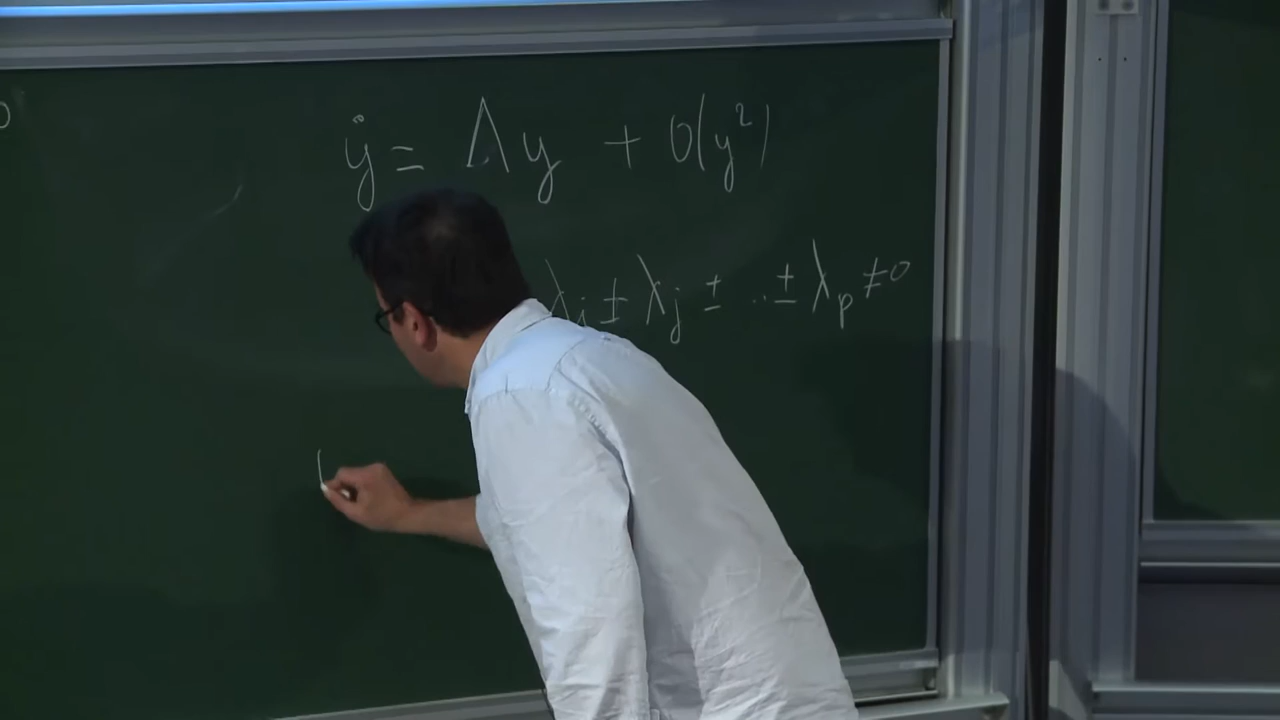 ẏ = Λy + O(y²)
λi ± λj ± ..± λp ≠ 0